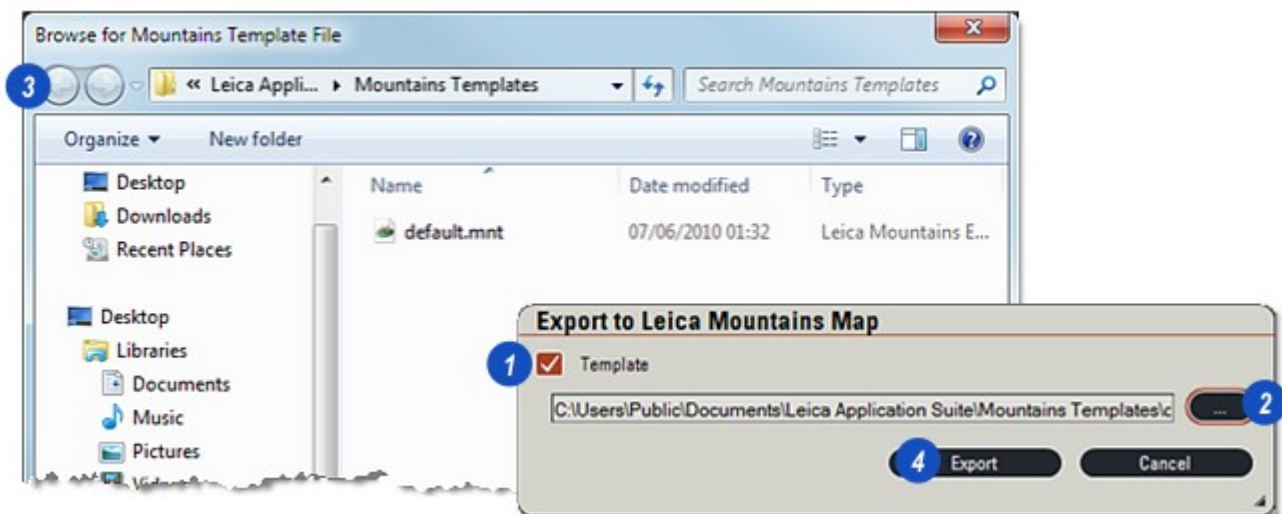 Browse for Mountains Template File
3
« Leica Appli... Mountains Templates
Search Mountains Templates
Organize
New folder
Desktop
Downloads
Recent Places
Desktop
Libraries
Documents
Music
Pictures
Name
Date modified
Type
default.mnt
07/06/2010 01:32
Leica Mountains E...
Export to Leica Mountains Map
1
Template
C:\Users\Public\Documents\Leica Application Suite\Mountains Templates\
...
2
4
Export
Cancel